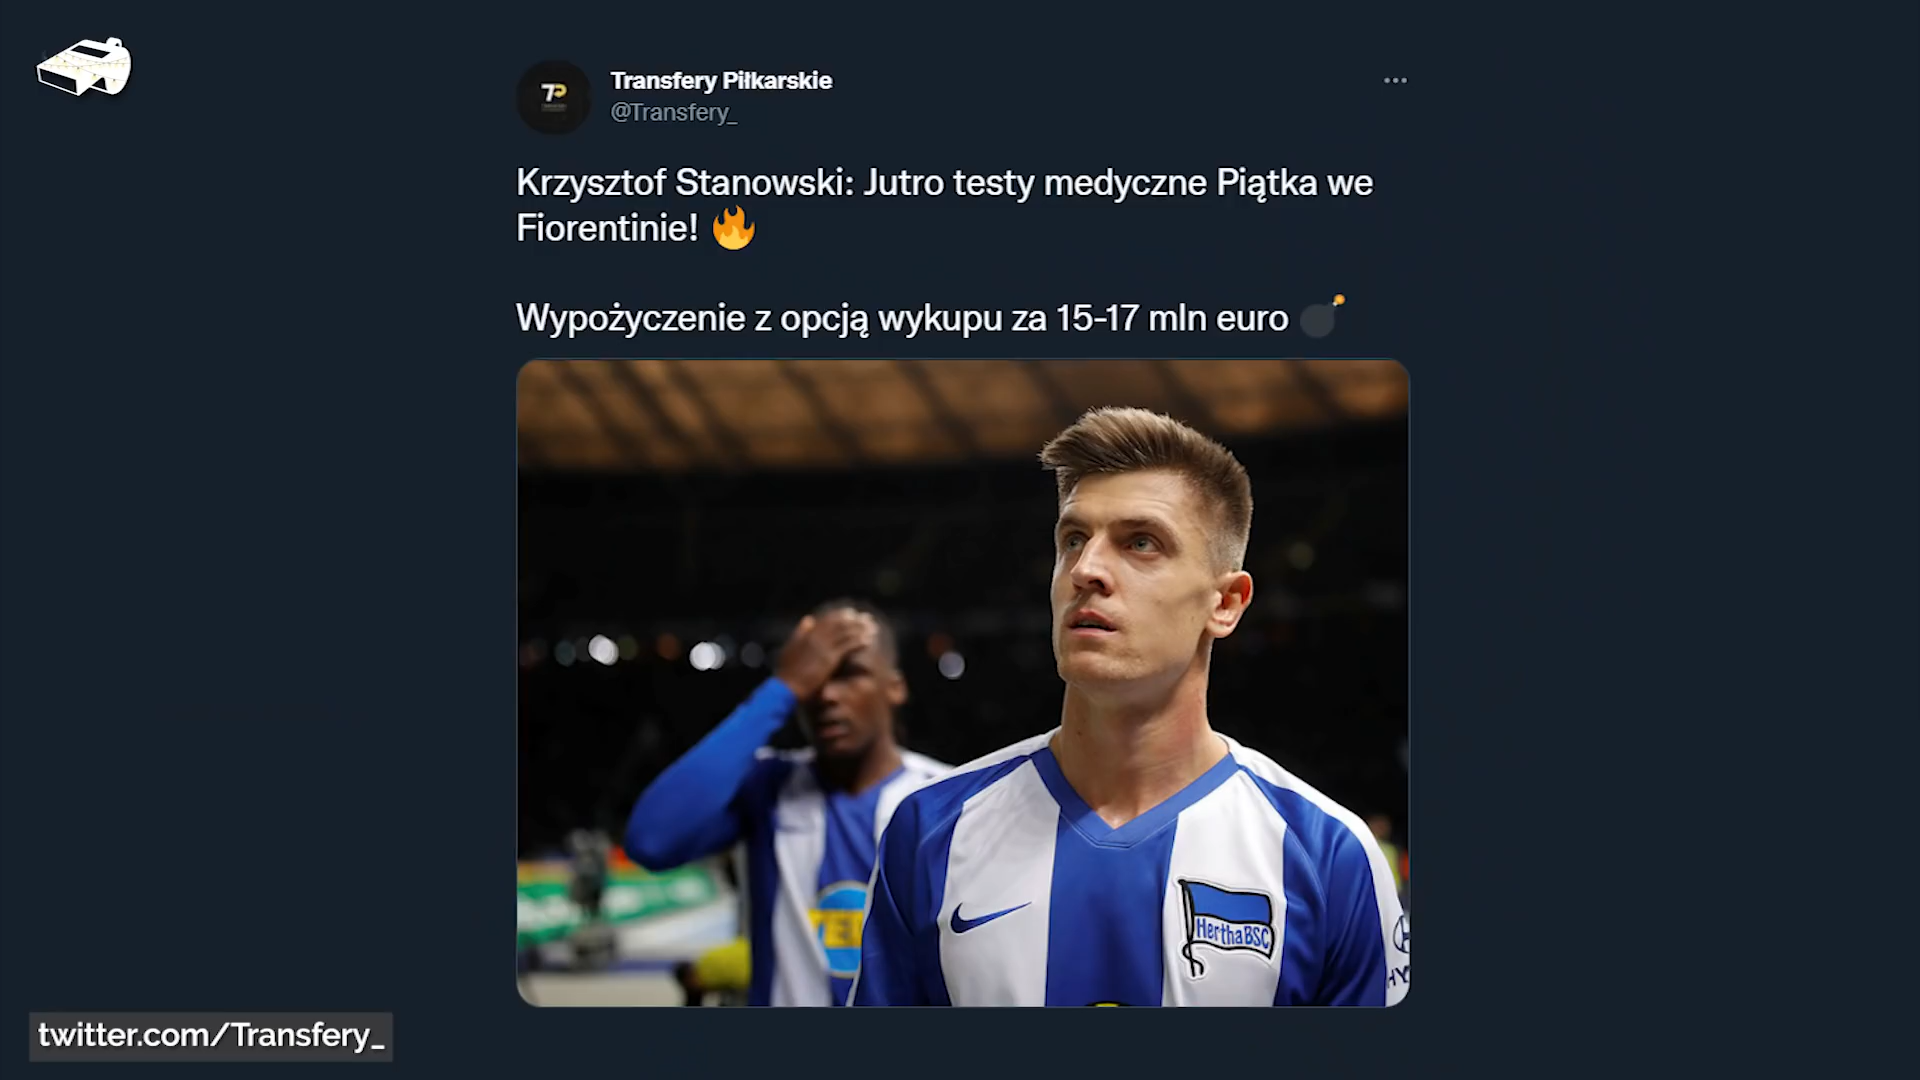 Transfery Piłkarskie
@Transfery_
Krzysztof Stanowski: Jutro testy medyczne Piątka we
Fiorentinie! 🔥
Wypożyczenie z opcją wykupu za 15-17 mln euro 💣
HerthaBSC
twitter.com/Transfery_